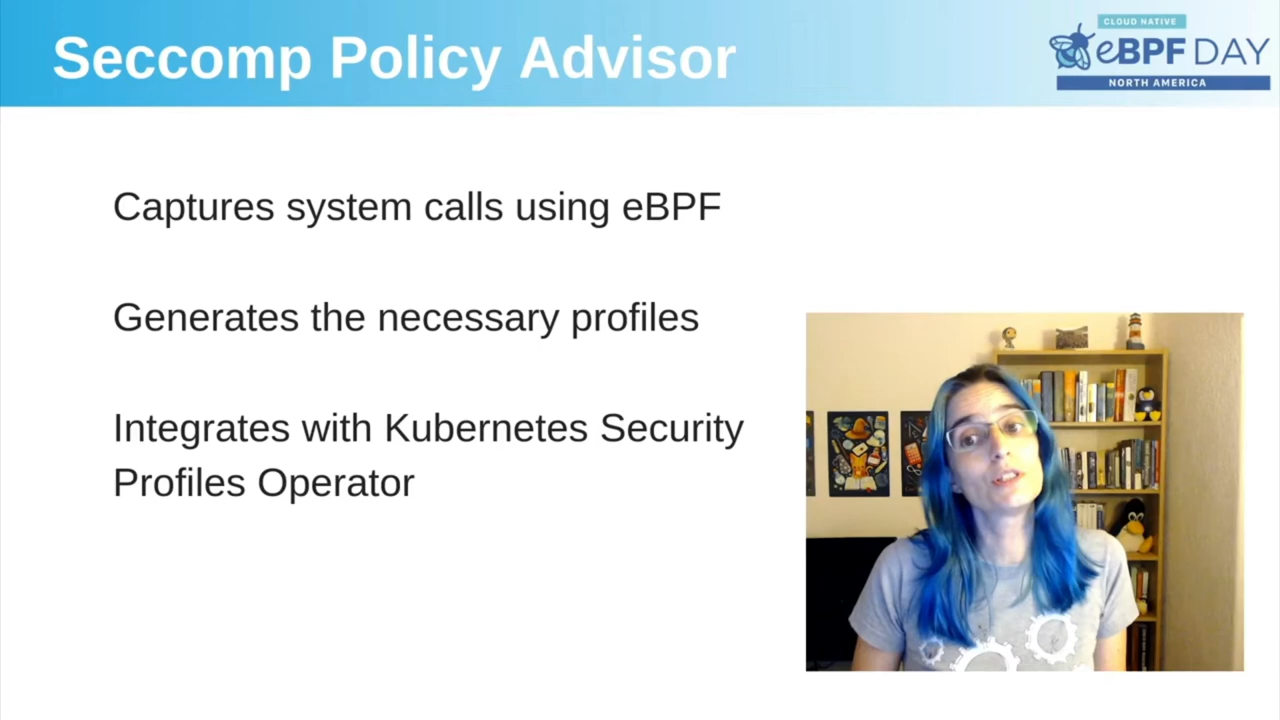 Seccomp Policy Advisor
CLOUD NATIVE
eBPF DAY
NORTH AMERICA
Captures system calls using eBPF
Generates the necessary profiles
Integrates with Kubernetes Security
Profiles Operator